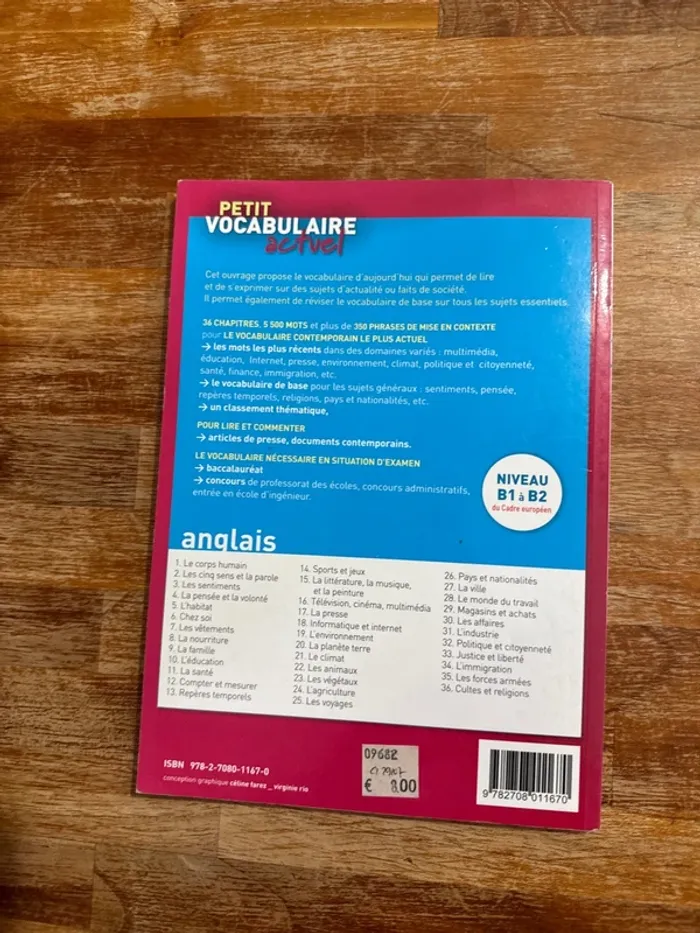 PETIT
VOCABULAIRE
actuel
Cet ouvrage propose le vocabulaire d'aujourd'hui qui permet de lire
et de s'exprimer sur des sujets d'actualité ou faits de société.
Il permet également de réviser le vocabulaire de base sur tous les sujets essentiels.
36 CHAPITRES, 5 500 MOTS et plus de 350 PHRASES DE MISE EN CONTEXTE
pour LE VOCABULAIRE CONTEMPORAIN LE PLUS ACTUEL
→ les mots les plus récents dans des domaines variés : multimédia,
éducation, Internet, presse, environnement, climat, politique et citoyenneté,
santé, finance, immigration, etc.
→ le vocabulaire de base pour les sujets généraux : sentiments, pensée,
repères temporels, religions, pays et nationalités, etc.
→ un classement thématique,
POUR LIRE ET COMMENTER
→ articles de presse, documents contemporains.
LE VOCABULAIRE NÉCESSAIRE EN SITUATION D'EXAMEN
→ baccalauréat
→ concours de professorat des écoles, concours administratifs,
entrée en école d'ingénieur.
NIVEAU
B1 à B2
du Cadre européen
anglais
1. Le corps humain
2. Les cinq sens et la parole
3. Les sentiments
4. La pensée et la volonté
5. L'habitat
6. Chez soi
7. Les vêtements
8. La nourriture
9. La famille
10. L'éducation
11. La santé
12. Compter et mesurer
13. Repères temporels
14. Sports et jeux
15. La littérature, la musique,
et la peinture
16. Télévision, cinéma, multimédia
17. La presse
18. Informatique et internet
19. L'environnement
20. La planète terre
21. Le climat
22. Les animaux
23. Les végétaux
24. L'agriculture
25. Les voyages
26. Pays et nationalités
27. La ville
28. Le monde du travail
29. Magasins et achats
30. Les affaires
31. L'industrie
32. Politique et citoyenneté
33. Justice et liberté
34. L'immigration
35. Les forces armées
36. Cultes et religions
ISBN 978-2-7080-1167-0
conception graphique céline farez _ virginie rio
09682
€ 8,00
9 782708 011670